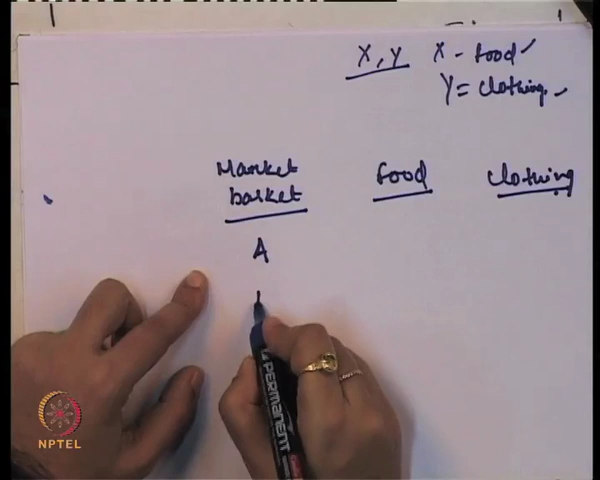 X, Y X - food
Y = clothing.
Market basket food clothing
A
PERMANENT
NPTEL